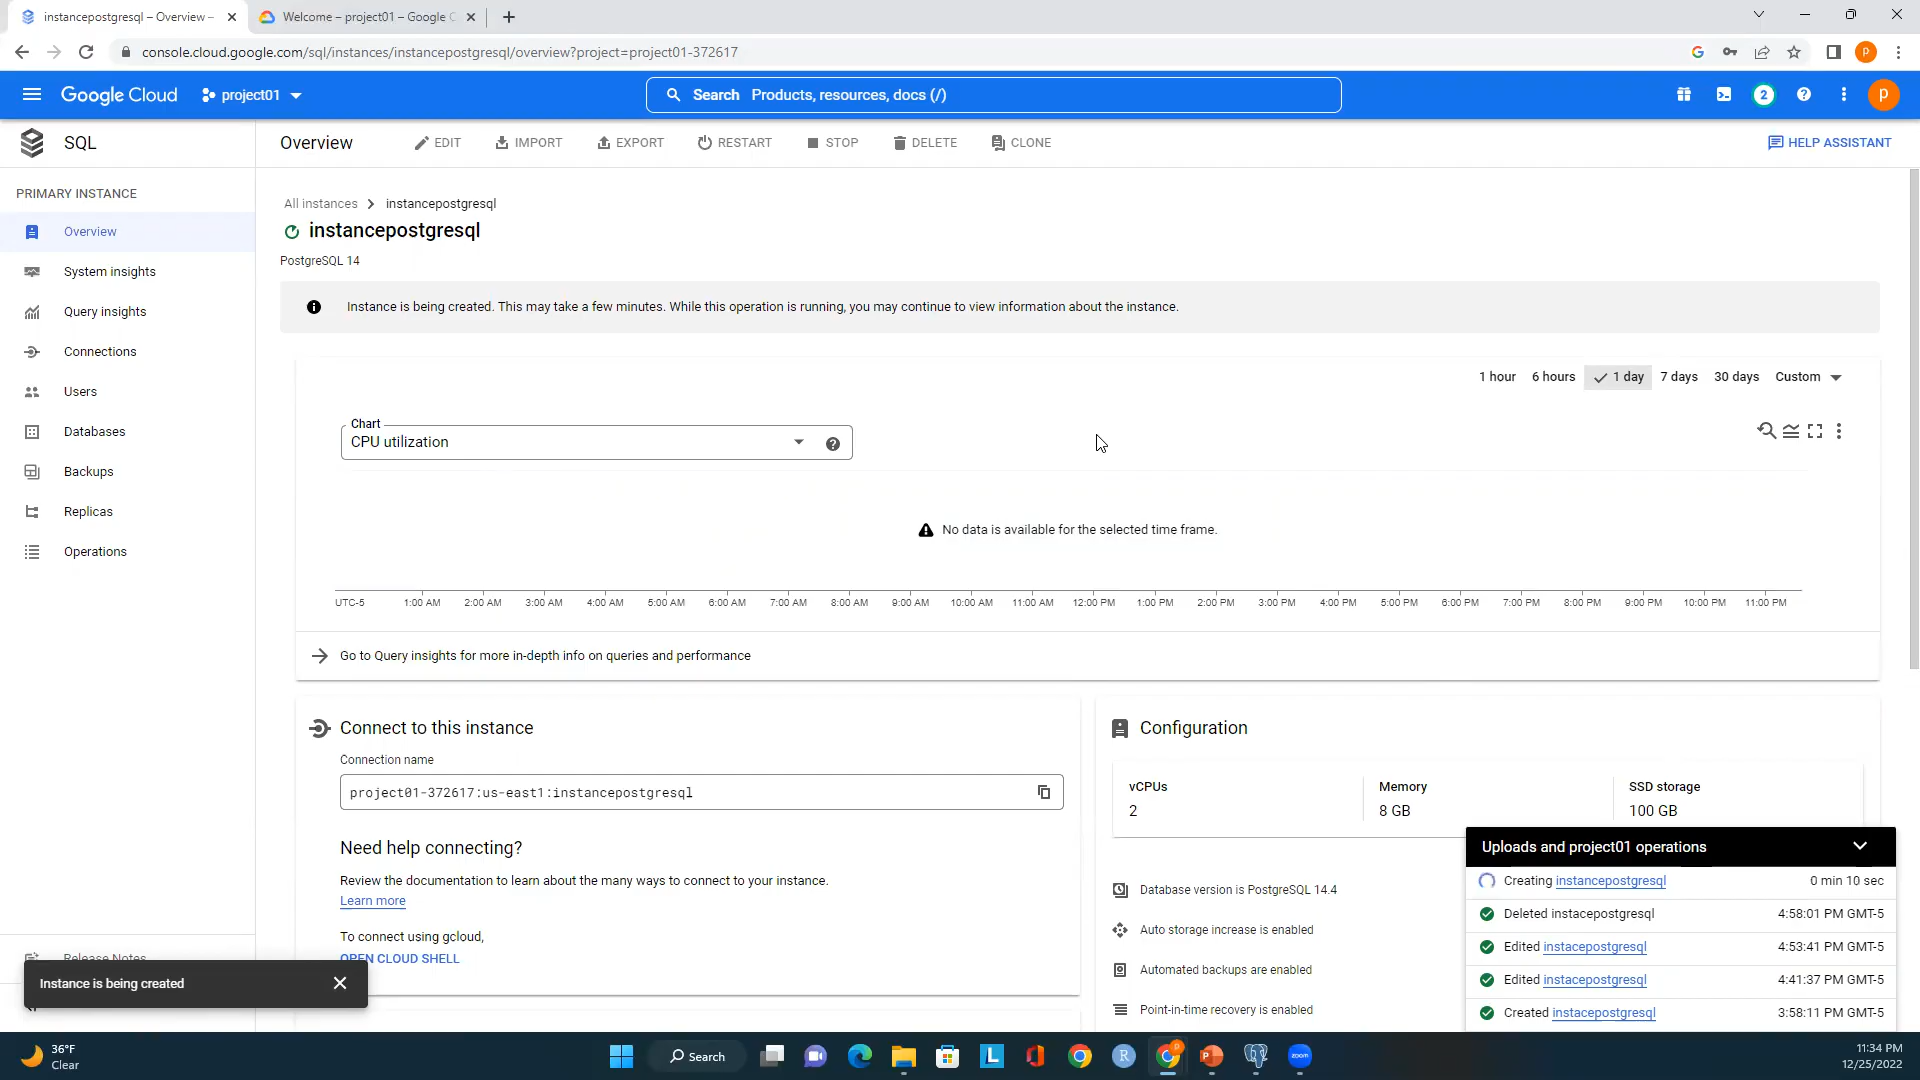 instancepostgresql – Overview –
Welcome – project01 – Google C
console.cloud.google.com/sql/instances/instancepostgresql/overview?project=project01-372617
P
Google Cloud
project01
Search Products, resources, docs (/)
2
P
SQL
Overview
EDIT
IMPORT
EXPORT
RESTART
STOP
DELETE
CLONE
HELP ASSISTANT
PRIMARY INSTANCE
Overview
System insights
Query insights
Connections
Users
Databases
Backups
Replicas
Operations
Release Notes
All instances
instancepostgresql
instancepostgresql
PostgreSQL 14
Instance is being created. This may take a few minutes. While this operation is running, you may continue to view information about the instance.
1 hour
6 hours
1 day
7 days
30 days
Custom
Chart
CPU utilization
No data is available for the selected time frame.
UTC-5 1:00 AM 2:00 AM 3:00 AM 4:00 AM 5:00 AM 6:00 AM 7:00 AM 8:00 AM 9:00 AM 10:00 AM 11:00 AM 12:00 PM 1:00 PM 2:00 PM 3:00 PM 4:00 PM 5:00 PM 6:00 PM 7:00 PM 8:00 PM 9:00 PM 10:00 PM 11:00 PM
Go to Query insights for more in-depth info on queries and performance
Connect to this instance
Connection name
project01-372617:us-east1:instancepostgresql
Need help connecting?
Review the documentation to learn about the many ways to connect to your instance.
Learn more
To connect using gcloud,
OPEN CLOUD SHELL
Configuration
vCPUs
2
Memory
8 GB
SSD storage
100 GB
Database version is PostgreSQL 14.4
Auto storage increase is enabled
Automated backups are enabled
Point-in-time recovery is enabled
Uploads and project01 operations
Creating instancepostgresql 0 min 10 sec
Deleted instacepostgresql 4:58:01 PM GMT-5
Edited instacepostgresql 4:53:41 PM GMT-5
Edited instacepostgresql 4:41:37 PM GMT-5
Created instacepostgresql 3:58:11 PM GMT-5
Instance is being created
36°F
Clear
Search
L
R
P
P
zoom
11:34 PM
12/25/2022